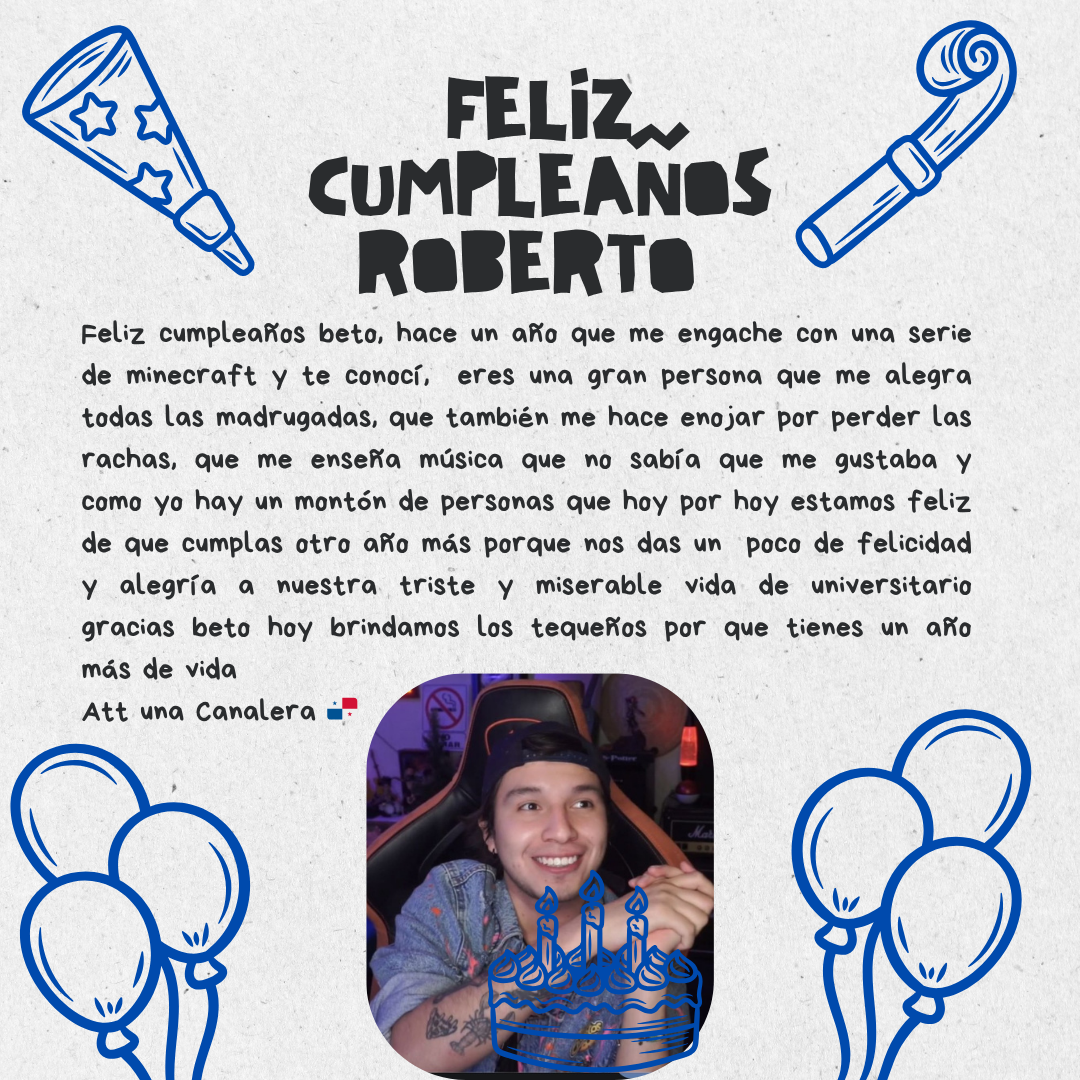 FELÍZ
CUMPLEAÑOS
ROBERTO
Feliz cumpleaños beto, hace un año que me engache con una serie
de minecraft y te conocí, eres una gran persona que me alegra
todas las madrugadas, que también me hace enojar por perder las
rachas, que me enseña música que no sabía que me gustaba y
como yo hay un montón de personas que hoy por hoy estamos feliz
de que cumplas otro año más porque nos das un poco de felicidad
y alegría a nuestra triste y miserable vida de universitario
gracias beto hoy brindamos los tequeños por que tienes un año
más de vida
Att una Canalera 🇵🇦